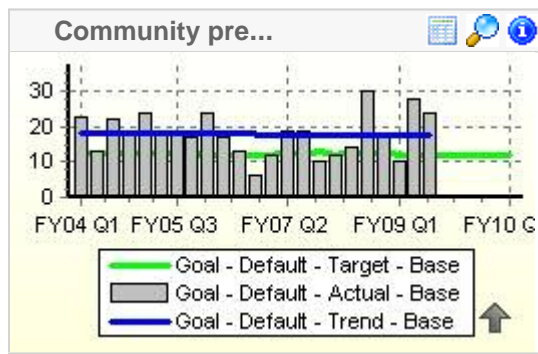 Community pre...
30
20
10
0
FY04 Q1 FY05 Q3 FY07 Q2 FY09 Q1 FY10 Q
Goal - Default - Target - Base
Goal - Default - Actual - Base
Goal - Default - Trend - Base